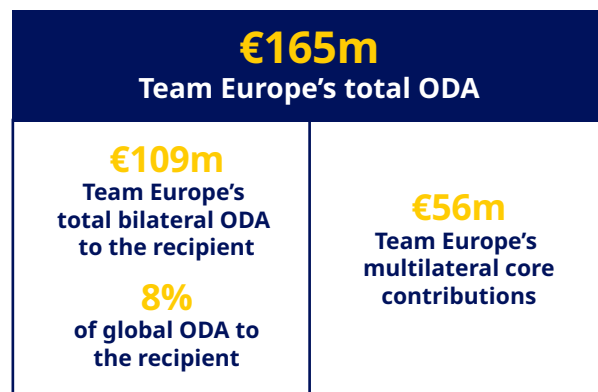 €165m
Team Europe’s total ODA
€109m
Team Europe’s
total bilateral ODA
to the recipient
8%
of global ODA to
the recipient
€56m
Team Europe’s
multilateral core
contributions